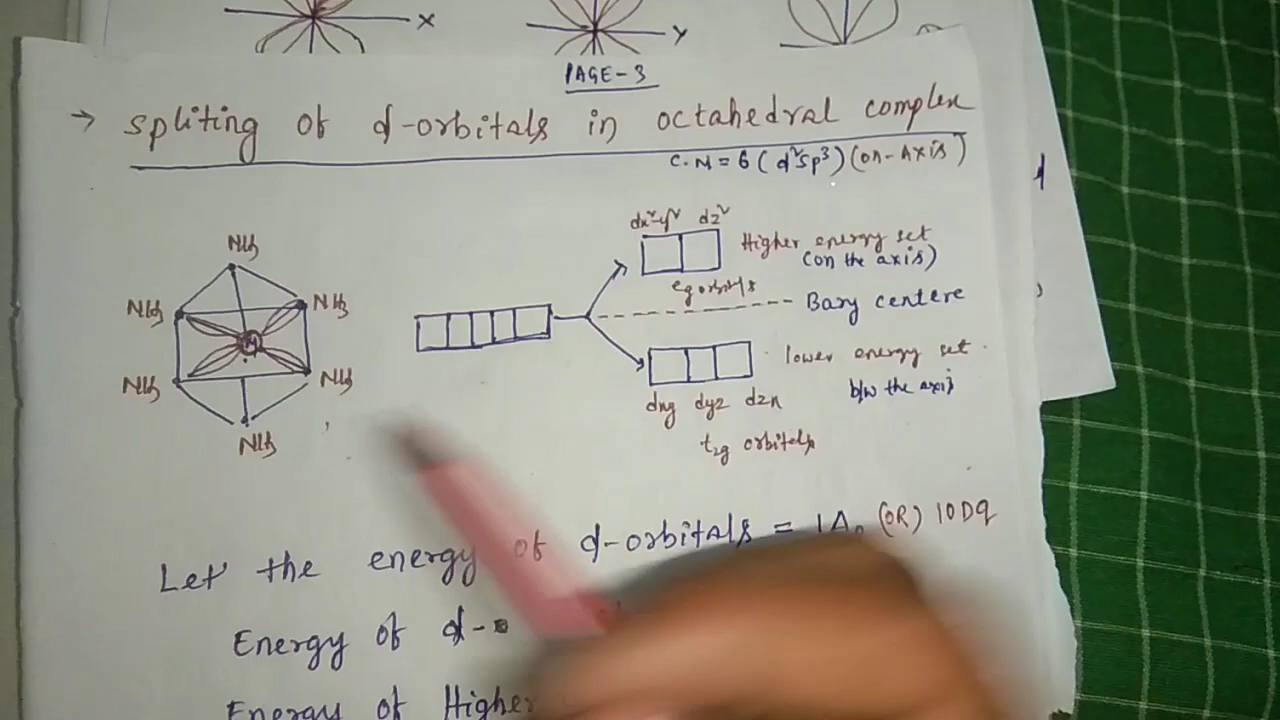 X
Y
PAGE-3
→ spliting of d-orbitals in octahedral complex
C.N = 6 (d²sp³) (on-Axis)
dx²-y² dz²
Higher energy set
(on the axis)
eg orbitals
Bary centere
lower energy set
b/w the axis
dxy dyz dzx
t₂g orbitals
NH₃
NH₃ NH₃
M
NH₃ NH₃
NH₃
Let the energy of d-orbitals = 1Δ₀ (OR) 10Dq
Energy of d-
Energy of Higher